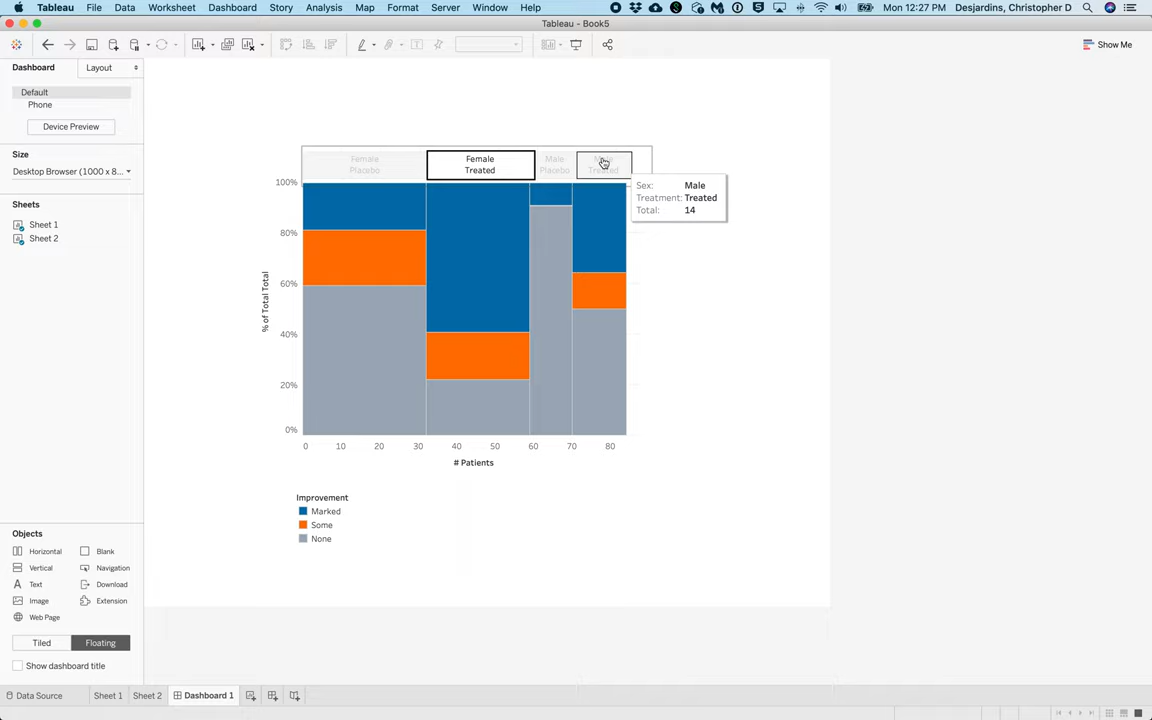 Tableau File Data Worksheet Dashboard Story Analysis Map Format Server Window Help Mon 12:27 PM Desjardins, Christopher D
Tableau - Book5
Show Me
Dashboard Layout
Default
Phone
Device Preview
Size
Desktop Browser (1000 x 8...
Sheets
Sheet 1
Sheet 2
Female
Placebo
Female
Treated
Male
Placebo
Male
Treated
Sex: Male
Treatment: Treated
Total: 14
100%
80%
60%
40%
20%
0%
% of Total Total
0 10 20 30 40 50 60 70 80
# Patients
Improvement
Marked
Some
None
Objects
Horizontal Blank
Vertical Navigation
Text Download
Image Extension
Web Page
Tiled Floating
Show dashboard title
Data Source Sheet 1 Sheet 2 Dashboard 1